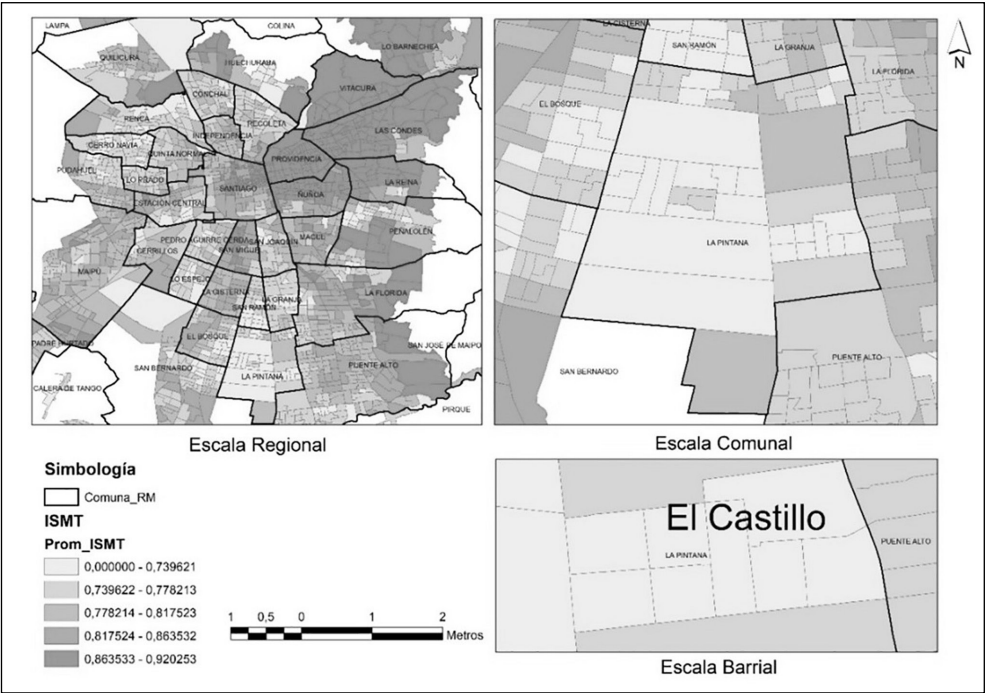 LAMPA
COLINA
LO BARNECHEA
QUILICURA
HUECHURABA
VITACURA
CONCHALÍ
RENCA
RECOLETA
LAS CONDES
INDEPENDENCIA
CERRO NAVIA
QUINTA NORMAL
PROVIDENCIA
PUDAHUEL
LO PRADO
SANTIAGO
LA REINA
ÑUÑOA
ESTACIÓN CENTRAL
PEÑALOLÉN
PEDRO AGUIRRE CERDA
SAN JOAQUÍN
MACUL
SAN MIGUEL
CERRILLOS
MAIPÚ
LO ESPEJO
LA CISTERNA
LA GRANJA
LA FLORIDA
SAN RAMÓN
EL BOSQUE
PADRE HURTADO
SAN JOSÉ DE MAIPO
SAN BERNARDO
PUENTE ALTO
LA PINTANA
CALERA DE TANGO
PIRQUE
Escala Regional
LA CISTERNA
SAN RAMÓN
LA GRANJA
LA FLORIDA
EL BOSQUE
LA PINTANA
SAN BERNARDO
PUENTE ALTO
Escala Comunal
N
Simbología
Comuna_RM
ISMT
Prom_ISMT
0,000000 - 0,739621
0,739622 - 0,778213
0,778214 - 0,817523
0,817524 - 0,863532
0,863533 - 0,920253
1 0,5 0 1 2
Metros
El Castillo
LA PINTANA
PUENTE ALTO
Escala Barrial